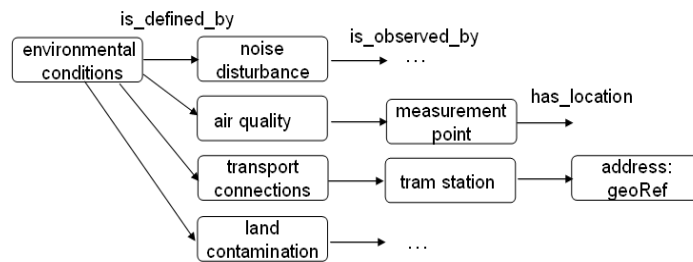 is_defined_by
environmental
conditions
noise
disturbance
is_observed_by
...
air quality
measurement
point
has_location
transport
connections
tram station
address:
geoRef
land
contamination
...